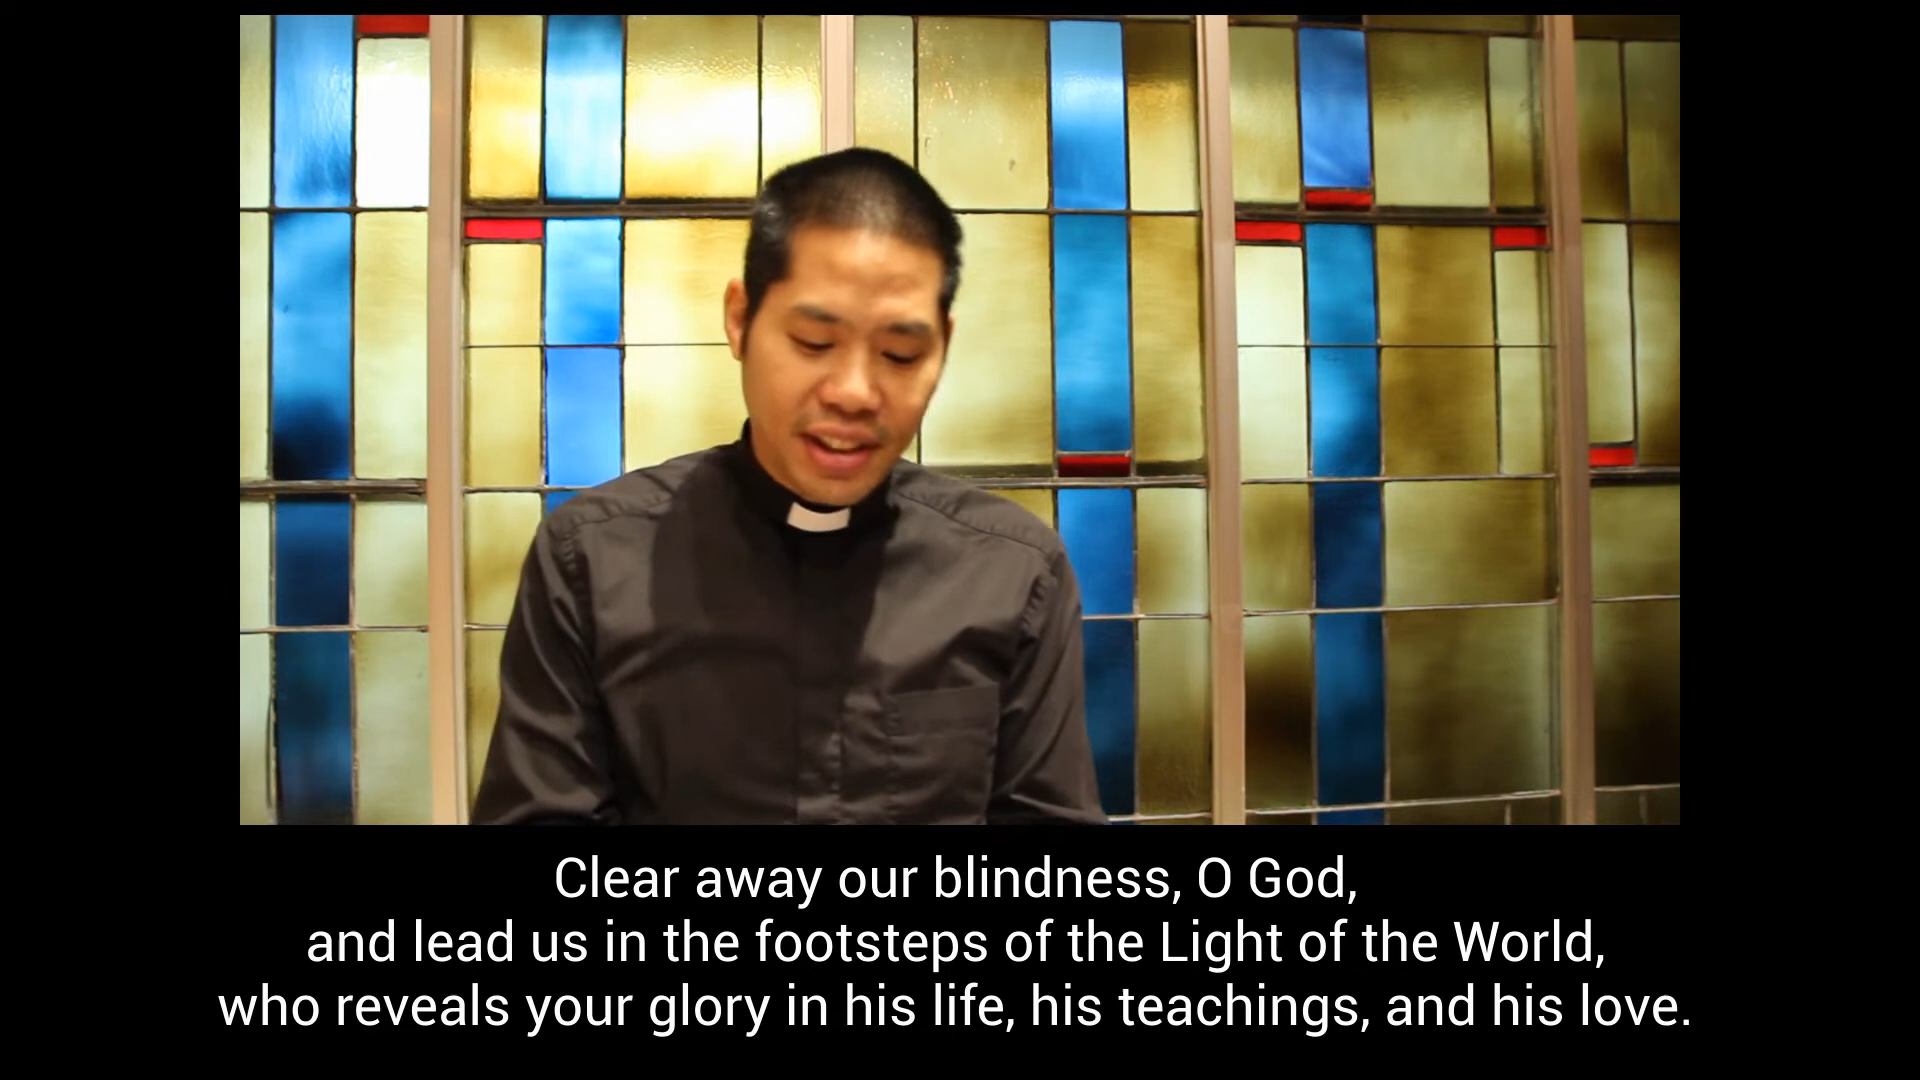 Clear away our blindness, O God,
and lead us in the footsteps of the Light of the World,
who reveals your glory in his life, his teachings, and his love.